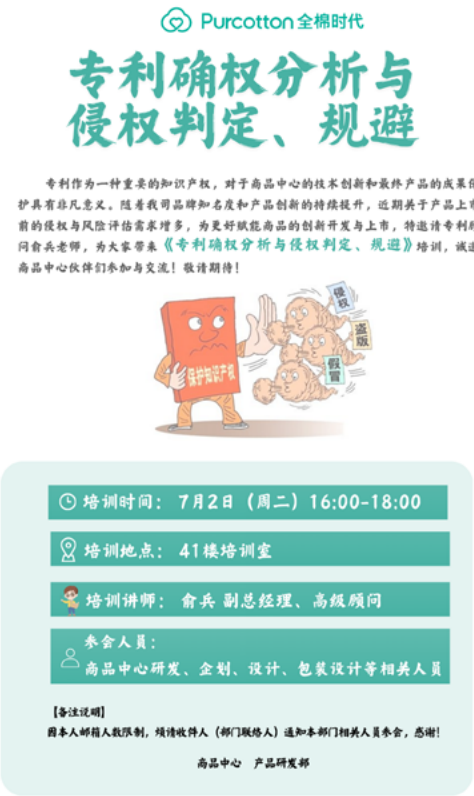 Purcotton 全棉时代
专利确权分析与
侵权判定、规避
专利作为一种重要的知识产权，对于商品中心的技术创新和最终产品的成果保
护具有非凡意义。随着我司品牌知名度和产品创新的持续提升，近期关于产品上市
前的侵权与风险评估需求增多，为更好赋能商品的创新开发与上市，特邀请专利顾
问俞兵老师，为大家带来《专利确权分析与侵权判定、规避》培训，诚邀
商品中心伙伴们参加与交流！敬请期待！
侵权
盗版
假冒
保护知识产权
培训时间： 7月2日（周二）16:00-18:00
培训地点： 41楼培训室
培训讲师： 俞兵 副总经理、高级顾问
参会人员：
商品中心研发、企划、设计、包装设计等相关人员
【备注说明】
因本人邮箱人数限制，烦请收件人（部门联络人）通知本部门相关人员参会，感谢！
商品中心 产品研发部